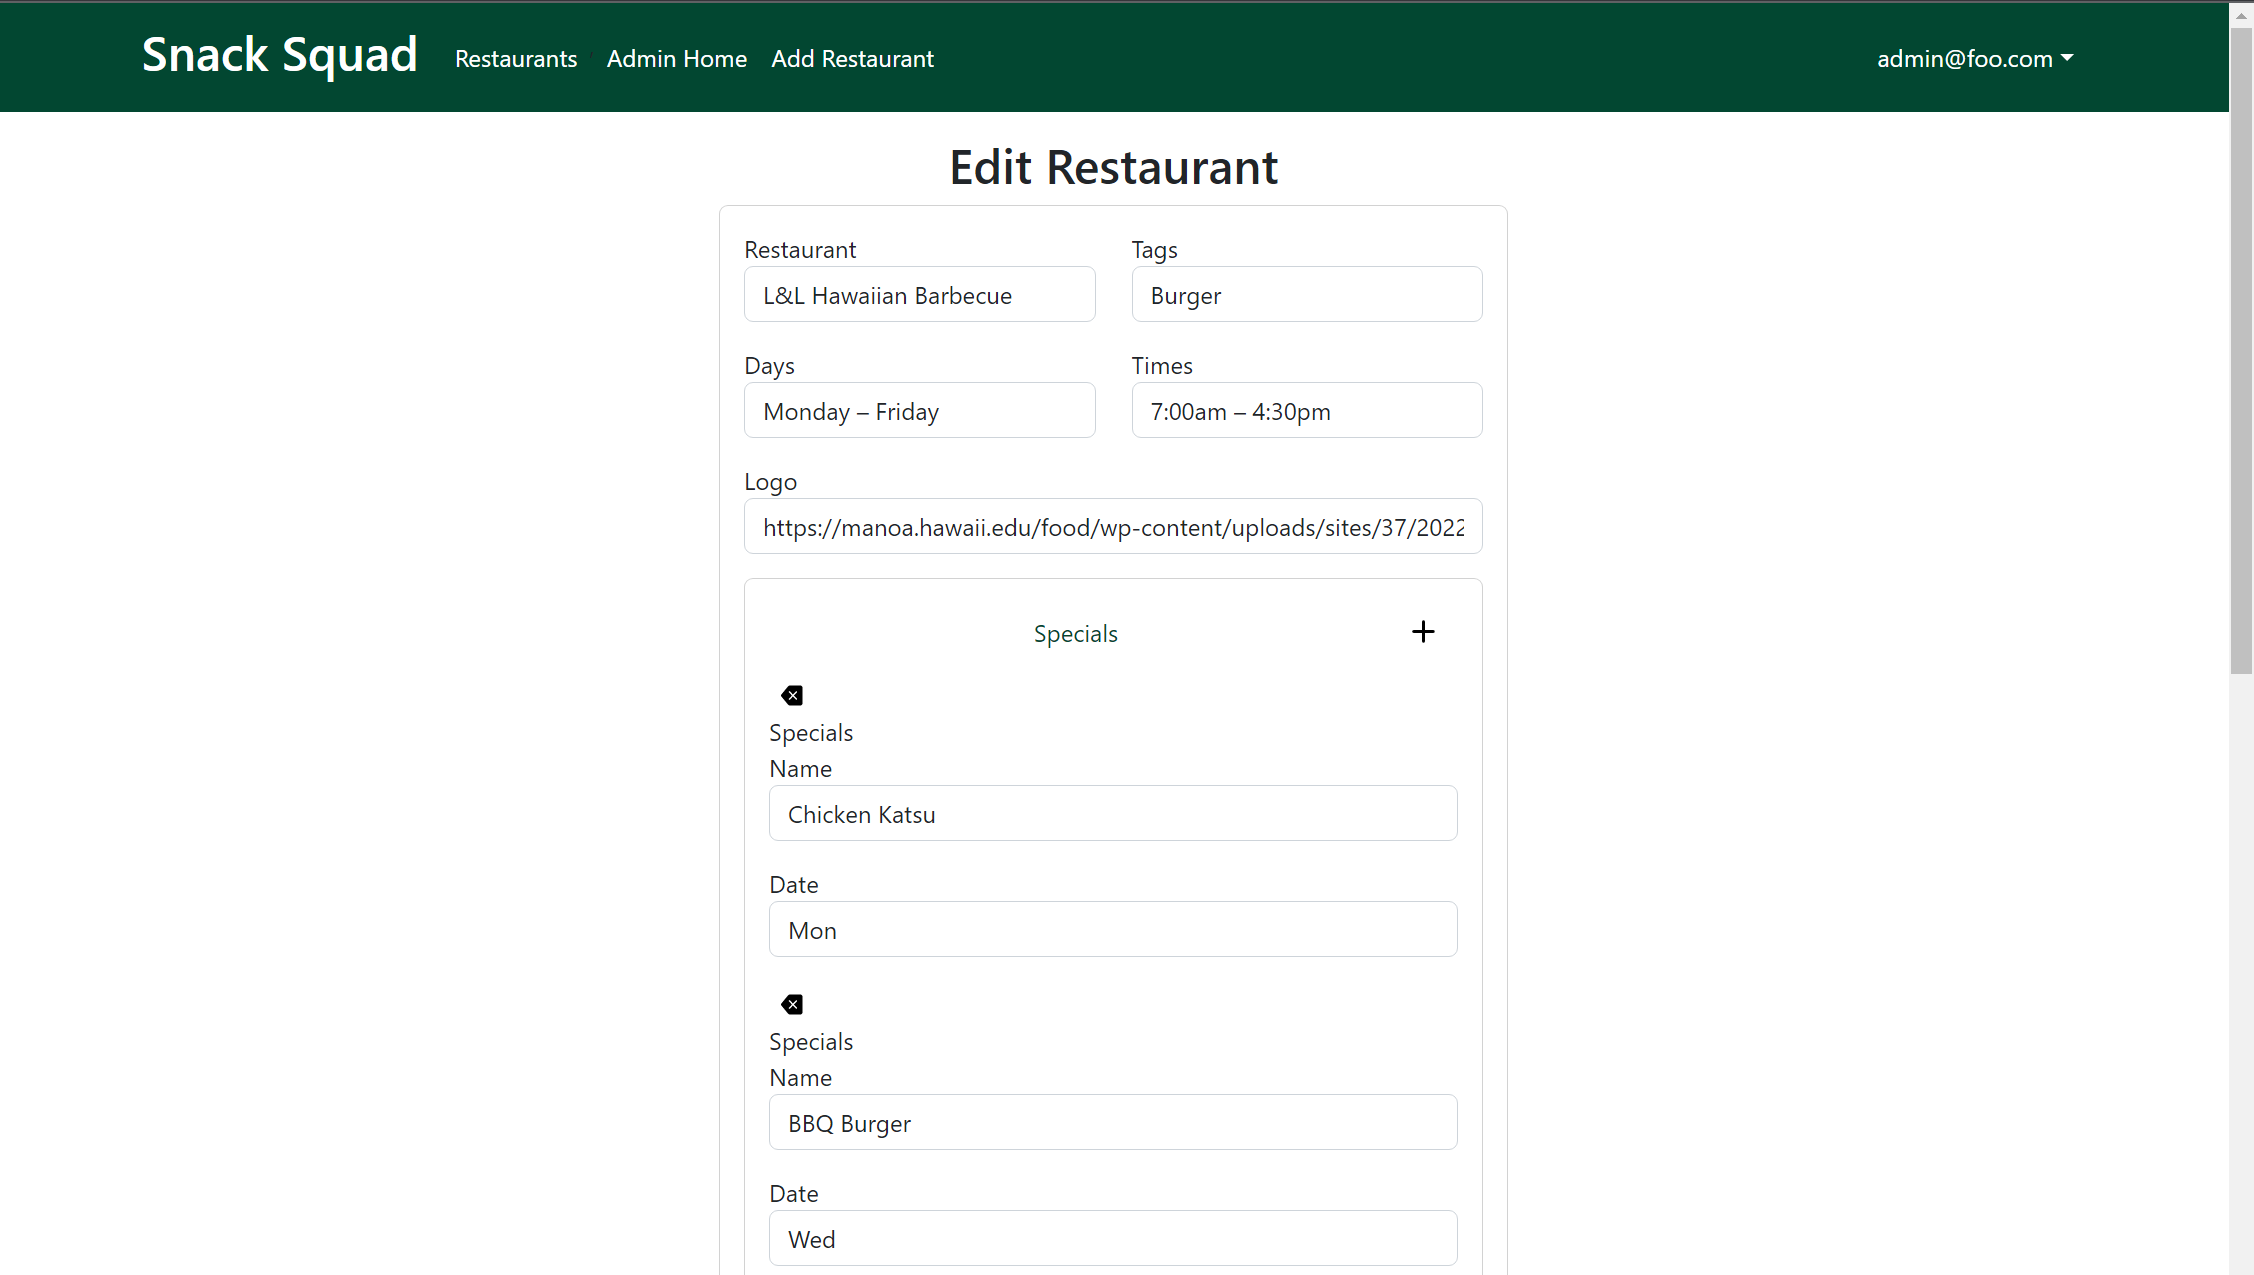 Snack Squad Restaurants Admin Home Add Restaurant admin@foo.com
Edit Restaurant
Restaurant Tags
L&L Hawaiian Barbecue Burger
Days Times
Monday – Friday 7:00am – 4:30pm
Logo
https://manoa.hawaii.edu/food/wp-content/uploads/sites/37/2022
Specials
Specials
Name
Chicken Katsu
Date
Mon
Specials
Name
BBQ Burger
Date
Wed